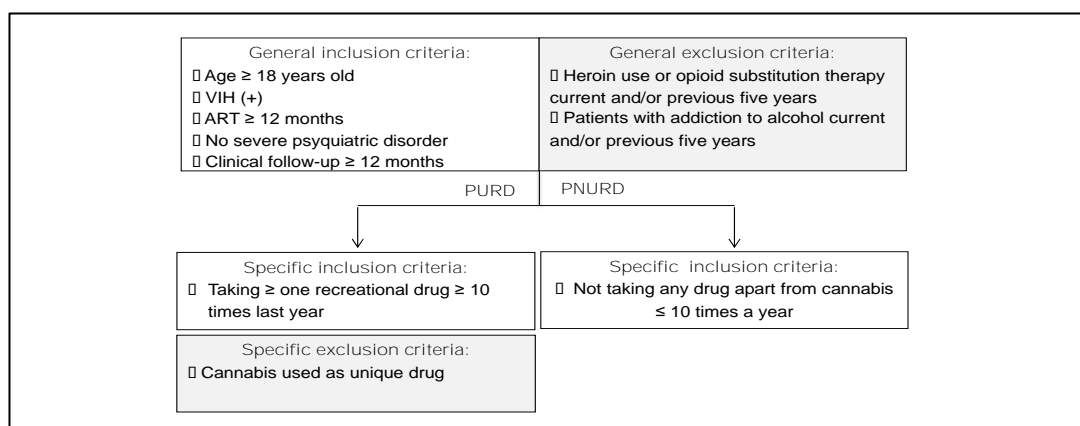 General inclusion criteria:
▯ Age ≥ 18 years old
▯ VIH (+)
▯ ART ≥ 12 months
▯ No severe psyquiatric disorder
▯ Clinical follow-up ≥ 12 months
General exclusion criteria:
▯ Heroin use or opioid substitution therapy
current and/or previous five years
▯ Patients with addiction to alcohol current
and/or previous five years
PURD
PNURD
Specific inclusion criteria:
▯ Taking ≥ one recreational drug ≥ 10
times last year
Specific exclusion criteria:
▯ Cannabis used as unique drug
Specific inclusion criteria:
▯ Not taking any drug apart from cannabis
≤ 10 times a year